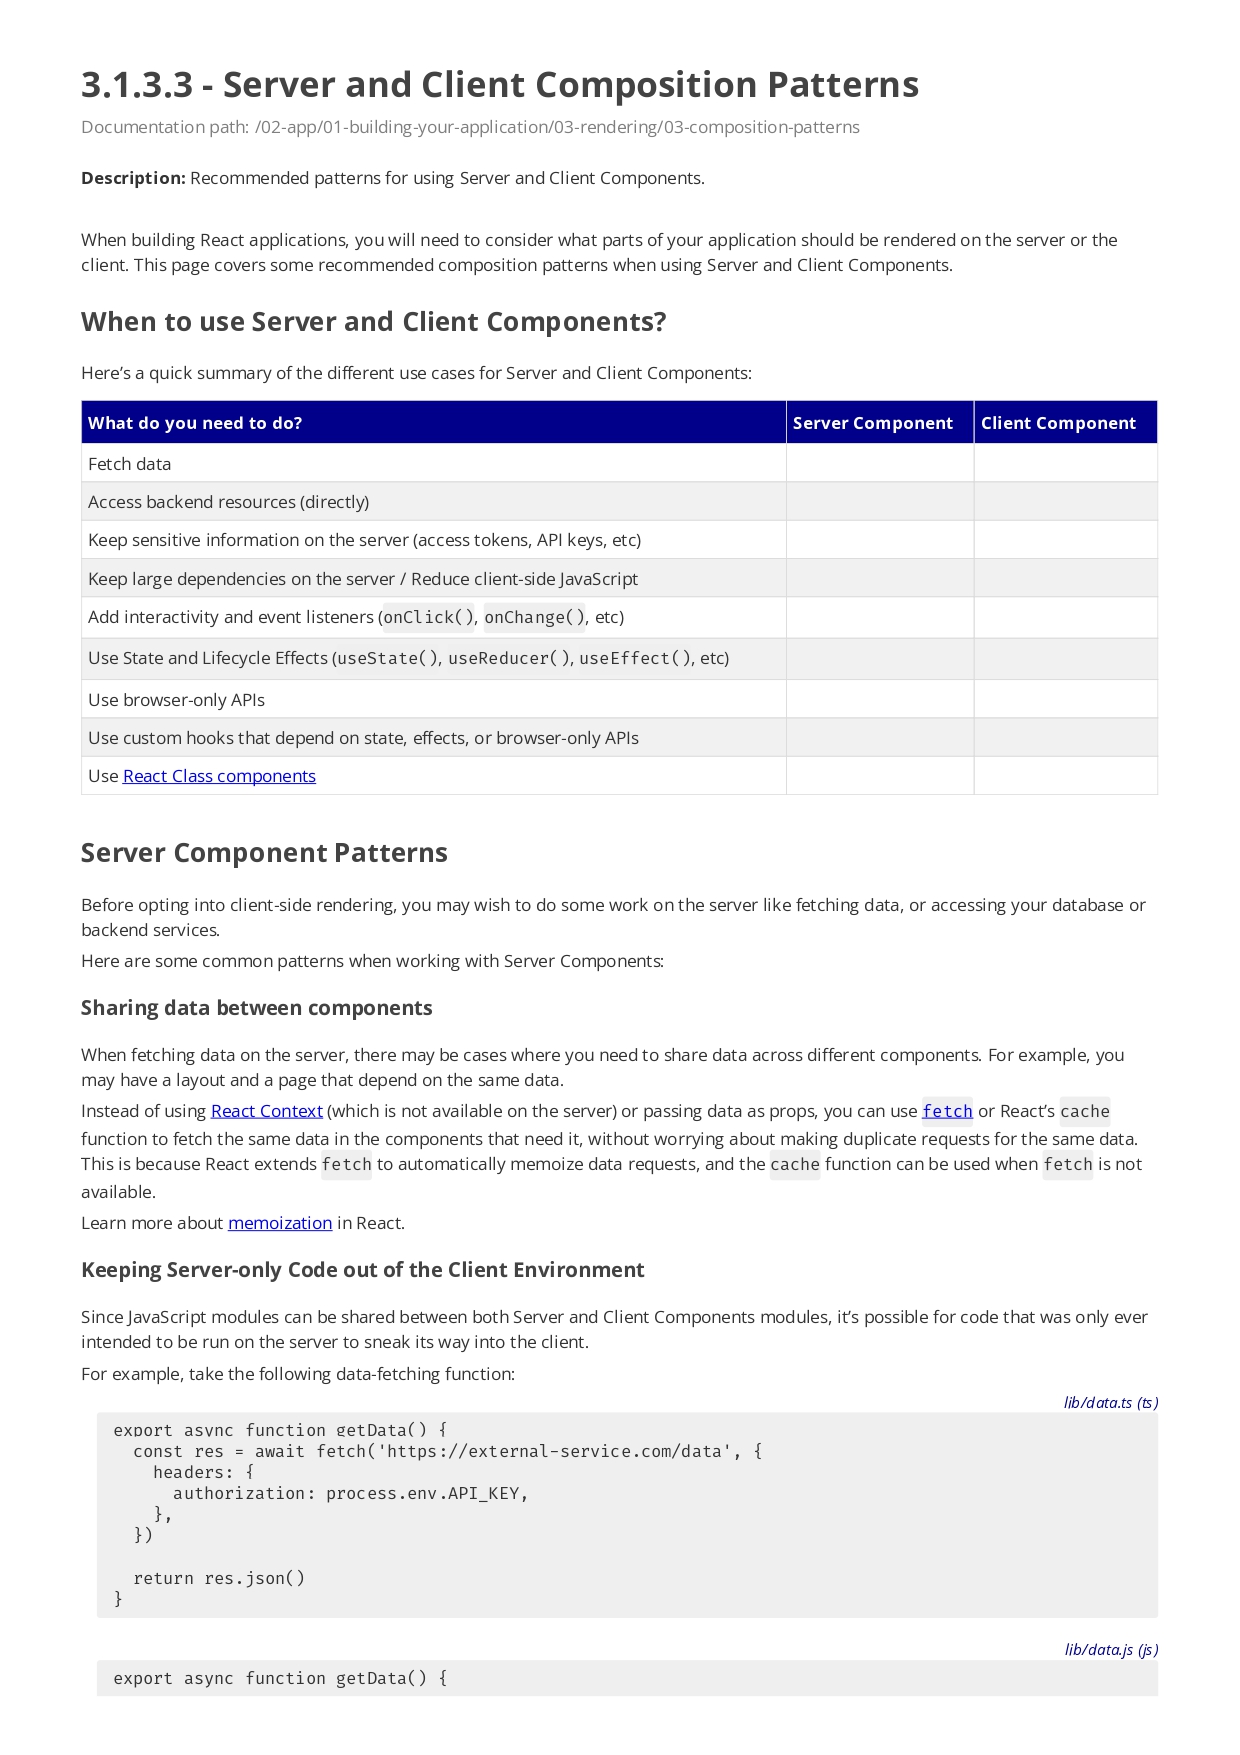 3.1.3.3 - Server and Client Composition Patterns
Documentation path: /02-app/01-building-your-application/03-rendering/03-composition-patterns
Description: Recommended patterns for using Server and Client Components.
When building React applications, you will need to consider what parts of your application should be rendered on the server or the
client. This page covers some recommended composition patterns when using Server and Client Components.
When to use Server and Client Components?
Here’s a quick summary of the different use cases for Server and Client Components:
What do you need to do? Server Component Client Component
Fetch data
Access backend resources (directly)
Keep sensitive information on the server (access tokens, API keys, etc)
Keep large dependencies on the server / Reduce client-side JavaScript
Add interactivity and event listeners (onClick(), onChange(), etc)
Use State and Lifecycle Effects (useState(), useReducer(), useEffect(), etc)
Use browser-only APIs
Use custom hooks that depend on state, effects, or browser-only APIs
Use React Class components
Server Component Patterns
Before opting into client-side rendering, you may wish to do some work on the server like fetching data, or accessing your database or
backend services.
Here are some common patterns when working with Server Components:
Sharing data between components
When fetching data on the server, there may be cases where you need to share data across different components. For example, you
may have a layout and a page that depend on the same data.
Instead of using React Context (which is not available on the server) or passing data as props, you can use fetch or React’s cache
function to fetch the same data in the components that need it, without worrying about making duplicate requests for the same data.
This is because React extends fetch to automatically memoize data requests, and the cache function can be used when fetch is not
available.
Learn more about memoization in React.
Keeping Server-only Code out of the Client Environment
Since JavaScript modules can be shared between both Server and Client Components modules, it’s possible for code that was only ever
intended to be run on the server to sneak its way into the client.
For example, take the following data-fetching function:
lib/data.ts (ts)
export async function getData() {
  const res = await fetch('https://external-service.com/data', {
    headers: {
      authorization: process.env.API_KEY,
    },
  })
  return res.json()
}
lib/data.js (js)
export async function getData() {